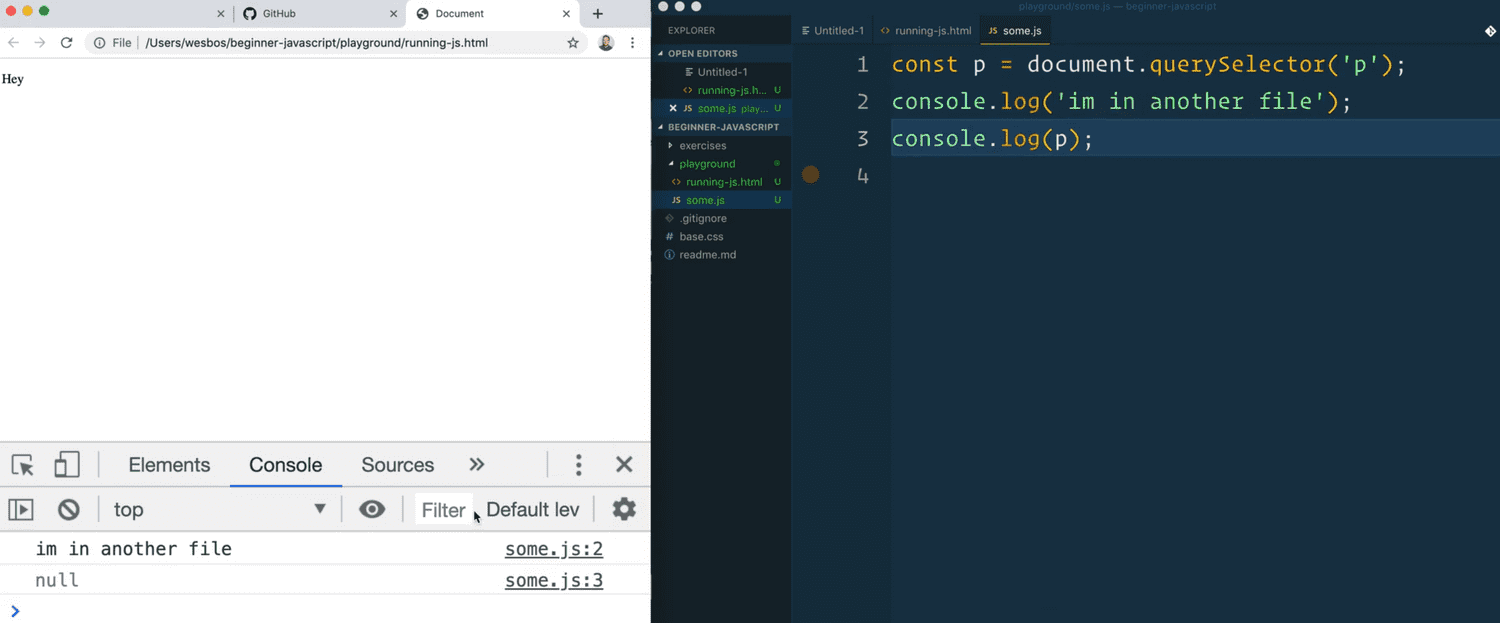 GitHub
Document
File /Users/wesbos/beginner-javascript/playground/running-js.html
Hey
Elements Console Sources
top Filter Default lev
im in another file some.js:2
null some.js:3
playground/some.js — beginner-javascript
EXPLORER
OPEN EDITORS
Untitled-1
running-js.h... U
JS some.js play... U
BEGINNER-JAVASCRIPT
exercises
playground
running-js.html U
JS some.js U
.gitignore
# base.css
readme.md
Untitled-1 running-js.html JS some.js
1 const p = document.querySelector('p');
2 console.log('im in another file');
3 console.log(p);
4